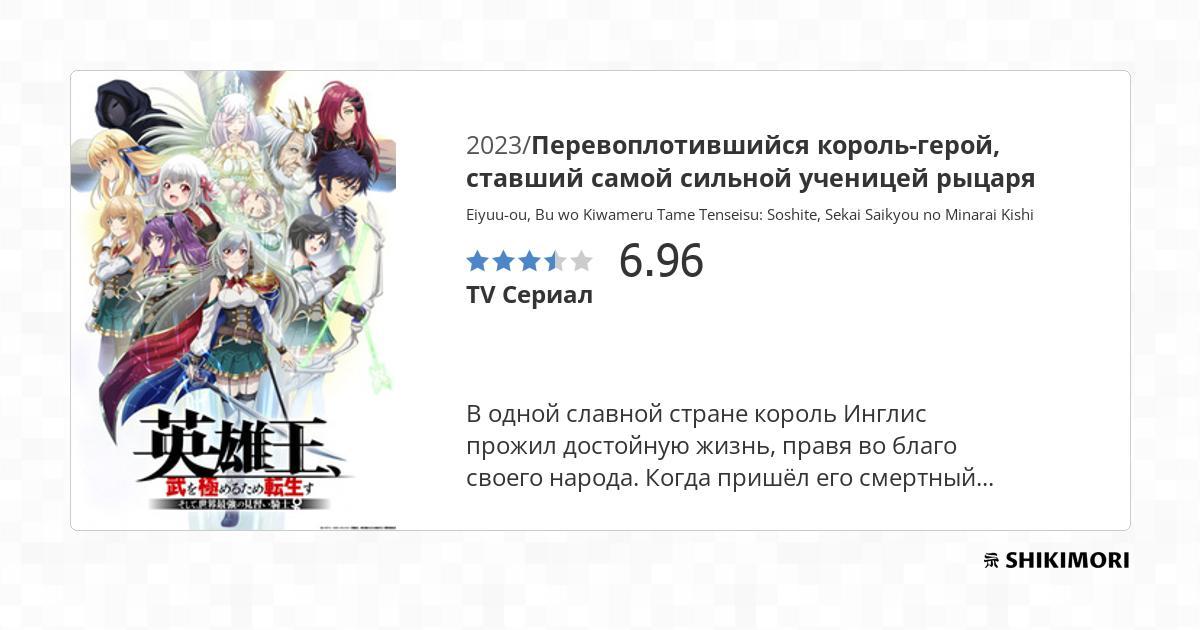 2023/Перевоплотившийся король-герой,
ставший самой сильной ученицей рыцаря
Eiyuu-ou, Bu wo Kiwameru Tame Tenseisu: Soshite, Sekai Saikyou no Minarai Kishi
6.96
TV Сериал
В одной славной стране король Инглис
прожил достойную жизнь, правя во благо
своего народа. Когда пришёл его смертный...
英雄王、
武を極めるため転生す
そして、世界最強の見習い騎士♀
SHIKIMORI